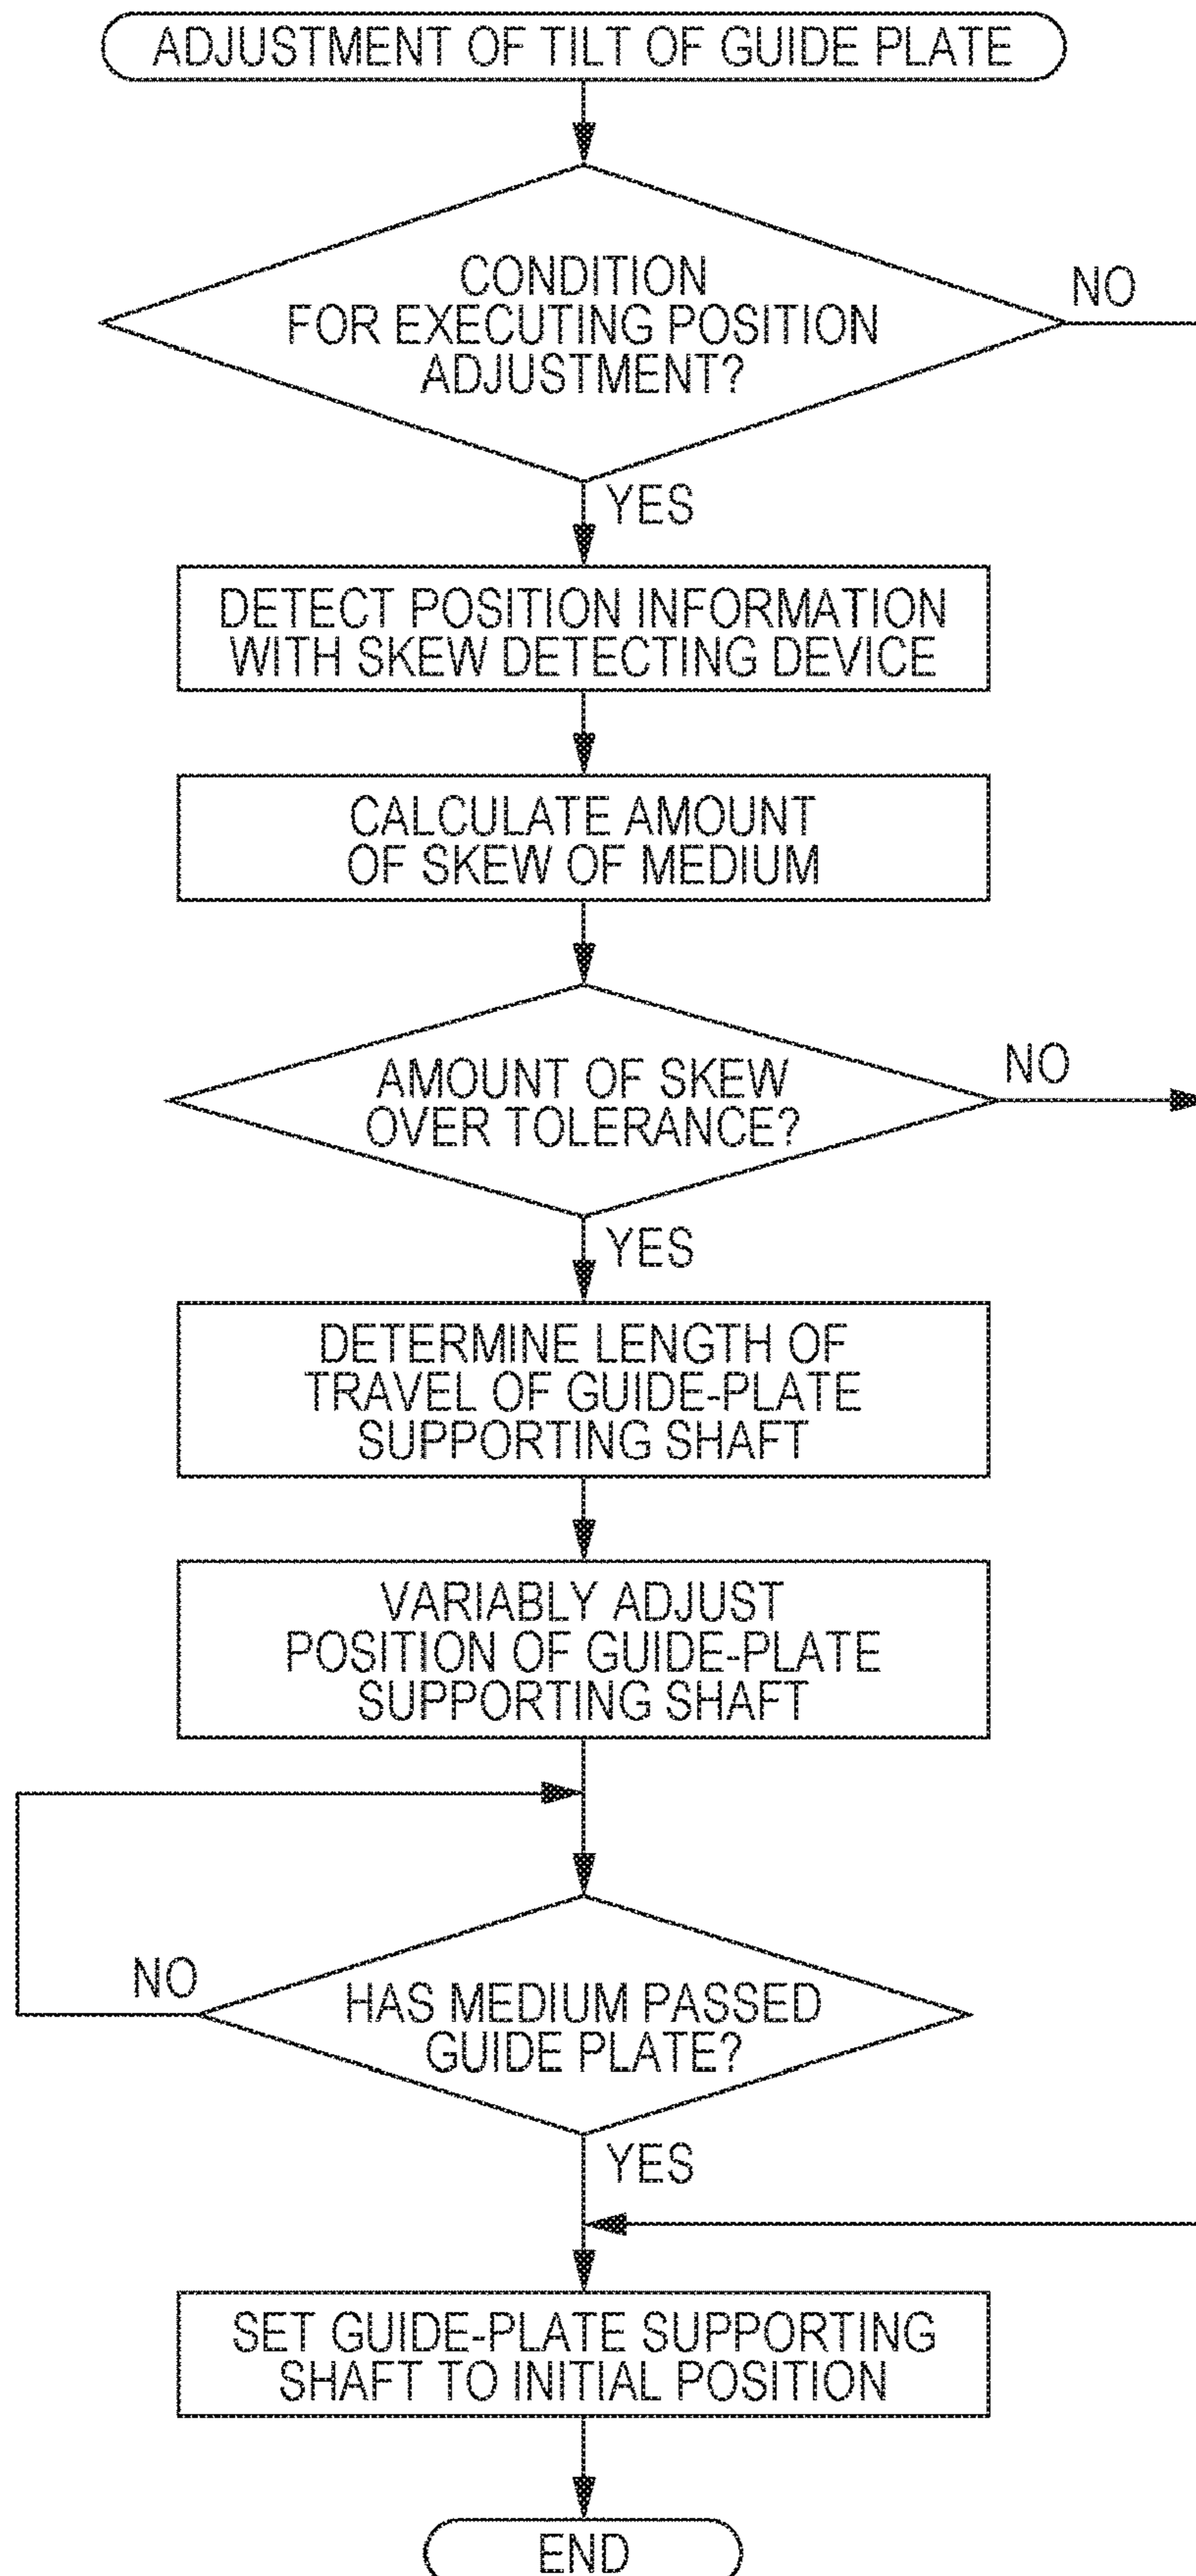 ADJUSTMENT OF TILT OF GUIDE PLATE
CONDITION
FOR EXECUTING POSITION
ADJUSTMENT?
NO
YES
DETECT POSITION INFORMATION
WITH SKEW DETECTING DEVICE
CALCULATE AMOUNT
OF SKEW OF MEDIUM
AMOUNT OF SKEW
OVER TOLERANCE?
NO
YES
DETERMINE LENGTH OF
TRAVEL OF GUIDE-PLATE
SUPPORTING SHAFT
VARIABLY ADJUST
POSITION OF GUIDE-PLATE
SUPPORTING SHAFT
NO
HAS MEDIUM PASSED
GUIDE PLATE?
YES
SET GUIDE-PLATE SUPPORTING
SHAFT TO INITIAL POSITION
END